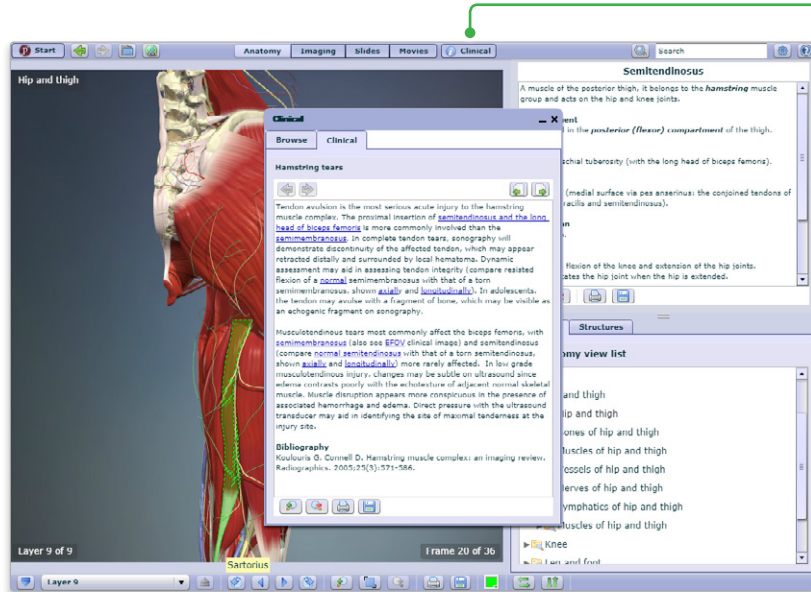 Start
Anatomy Imaging Slides Movies Clinical
Search
Hip and thigh
Semitendinosus
A muscle of the posterior thigh, it belongs to the hamstring muscle
group and acts on the hip and knee joints.
in the posterior (flexor) compartment of the thigh.
schial tuberosity (with the long head of biceps femoris).
(medial surface via pes anserinus: the conjoined tendons of
racilis and semitendinosus).
flexion of the knee and extension of the hip joints.
tates the hip joint when the hip is extended.
Clinical
Browse Clinical
Hamstring tears
Tendon avulsion is the most serious acute injury to the hamstring
muscle complex. The proximal insertion of semitendinosus and the long
head of biceps femoris is more commonly involved than the
semimembranosus. In complete tendon tears, sonography will
demonstrate discontinuity of the affected tendon, which may appear
retracted distally and surrounded by local hematoma. Dynamic
assessment may aid in assessing tendon integrity (compare resisted
flexion of a normal semimembranosus with that of a torn
semimembranosus, shown axially and longitudinally). In adolescents,
the tendon may avulse with a fragment of bone, which may be visible as
an echogenic fragment on sonography.
Musculotendinous tears most commonly affect the biceps femoris, with
semimembranosus (also see EFOV clinical image) and semitendinosus
(compare normal semitendinosus with that of a torn semitendinosus,
shown axially and longitudinally) more rarely affected. In low grade
musculotendinous injury, changes may be subtle on ultrasound since
edema contrasts poorly with the echotexture of adjacent normal skeletal
muscle. Muscle disruption appears more conspicuous in the presence of
associated hemorrhage and edema. Direct pressure with the ultrasound
transducer may aid in identifying the site of maximal tenderness at the
injury site.
Bibliography
Koulouris G, Connell D. Hamstring muscle complex: an imaging review.
Radiographics. 2005;25(3):571-586.
Structures
omy view list
and thigh
Hip and thigh
Bones of hip and thigh
Muscles of hip and thigh
Vessels of hip and thigh
Nerves of hip and thigh
ymphatics of hip and thigh
Muscles of hip and thigh
Knee
Leg and foot
Layer 9 of 9
Frame 20 of 36
Sartorius
Layer 9